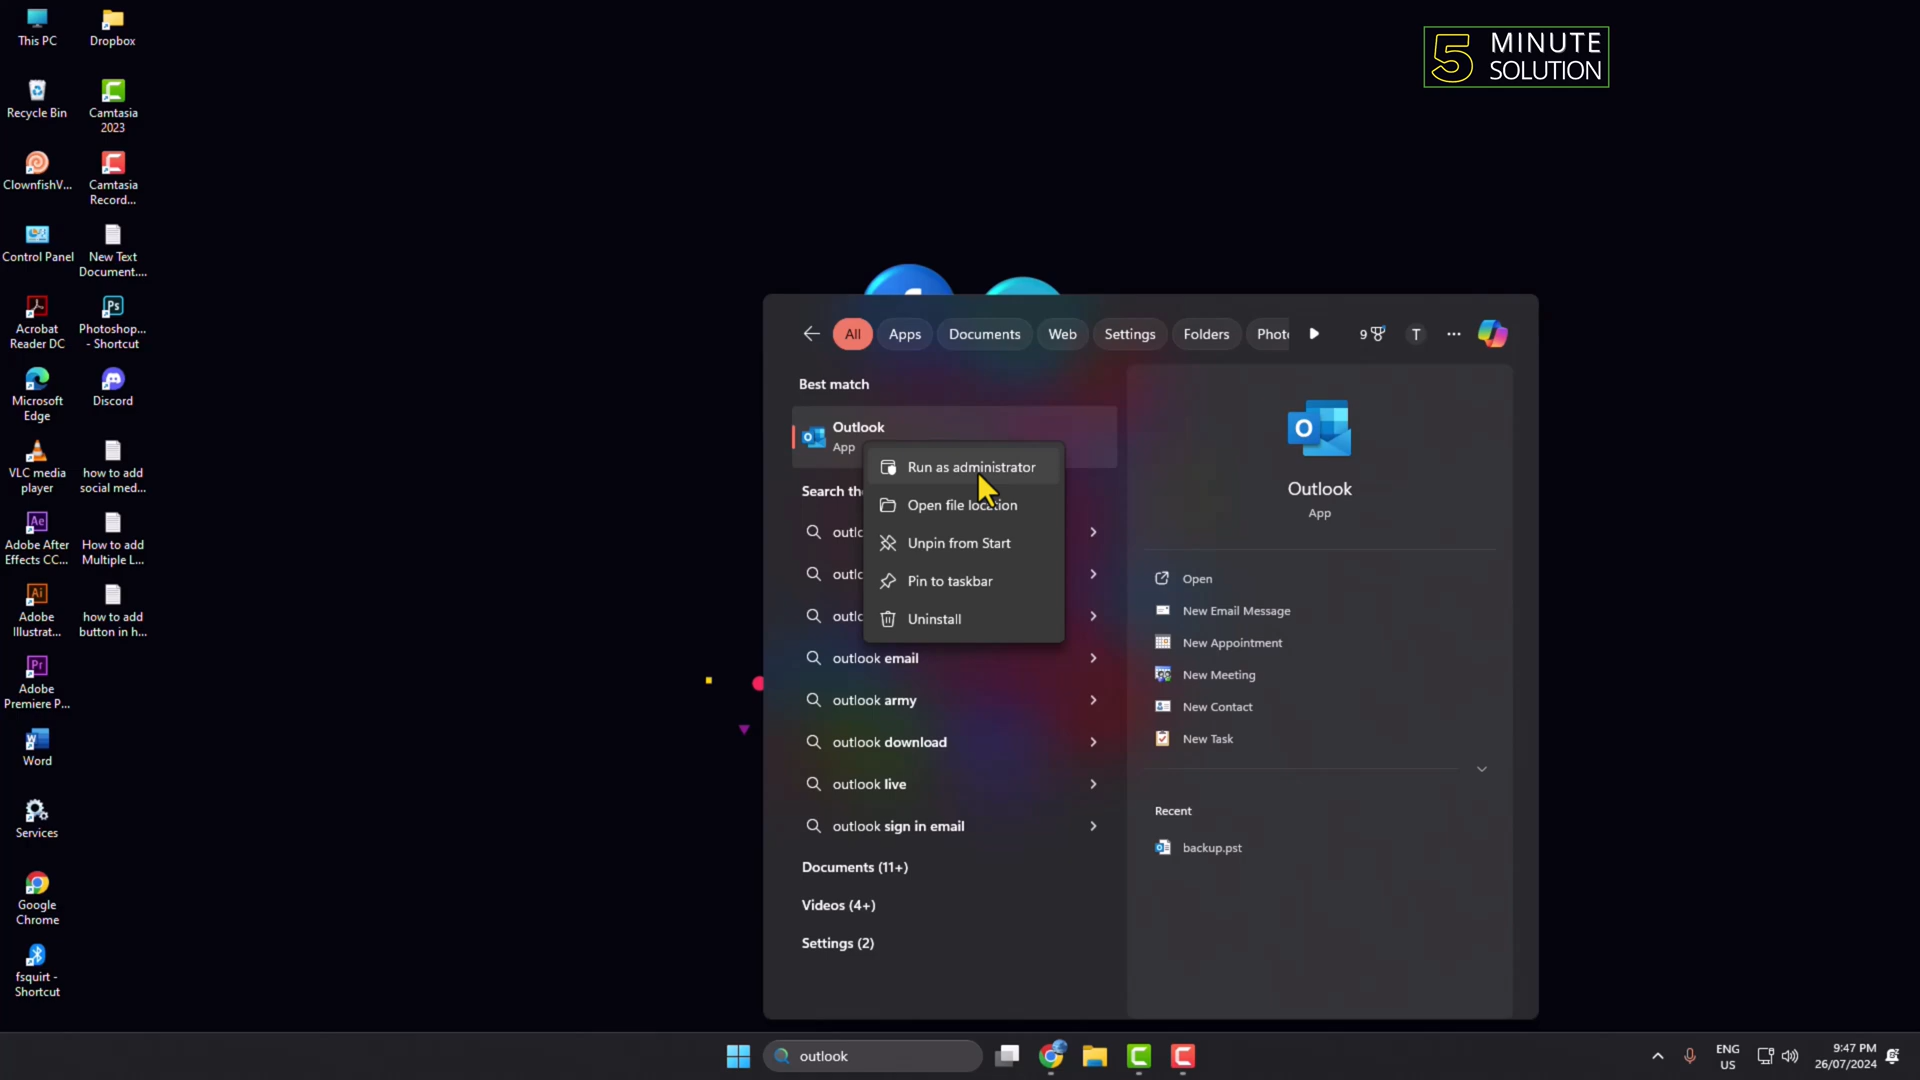 This PC
Dropbox
Recycle Bin
Camtasia
2023
ClownfishV...
Camtasia
Record...
Control Panel
New Text
Document....
Acrobat
Reader DC
Photoshop...
- Shortcut
Microsoft
Edge
Discord
VLC media
player
how to add
social med...
Adobe After
Effects CC...
How to add
Multiple L...
Adobe
Illustrat...
how to add
button in h...
Adobe
Premiere P...
Word
Services
Google
Chrome
fsquirt -
Shortcut
5 MINUTE
SOLUTION
All
Apps
Documents
Web
Settings
Folders
9
T
Best match
Outlook
App
Run as administrator
Open file location
Unpin from Start
Pin to taskbar
Uninstall
outlook email
outlook army
outlook download
outlook live
outlook sign in email
Documents (11+)
Videos (4+)
Settings (2)
Outlook
App
Open
New Email Message
New Appointment
New Meeting
New Contact
New Task
Recent
backup.pst
outlook
ENG
US
9:47 PM
26/07/2024